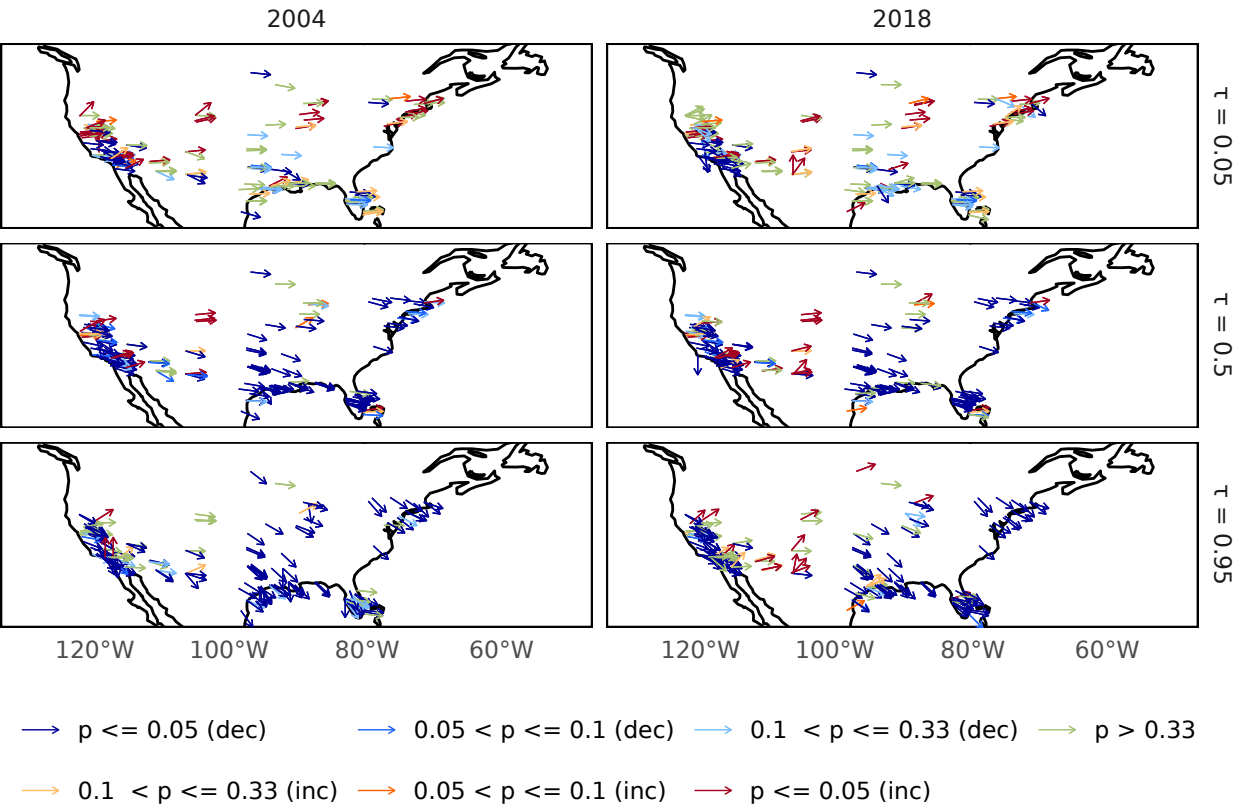 2004
2018
τ = 0.05
τ = 0.5
τ = 0.95
120°W 100°W 80°W 60°W 120°W 100°W 80°W 60°W
p <= 0.05 (dec) 0.05 < p <= 0.1 (dec) 0.1 < p <= 0.33 (dec) p > 0.33
0.1 < p <= 0.33 (inc) 0.05 < p <= 0.1 (inc) p <= 0.05 (inc)